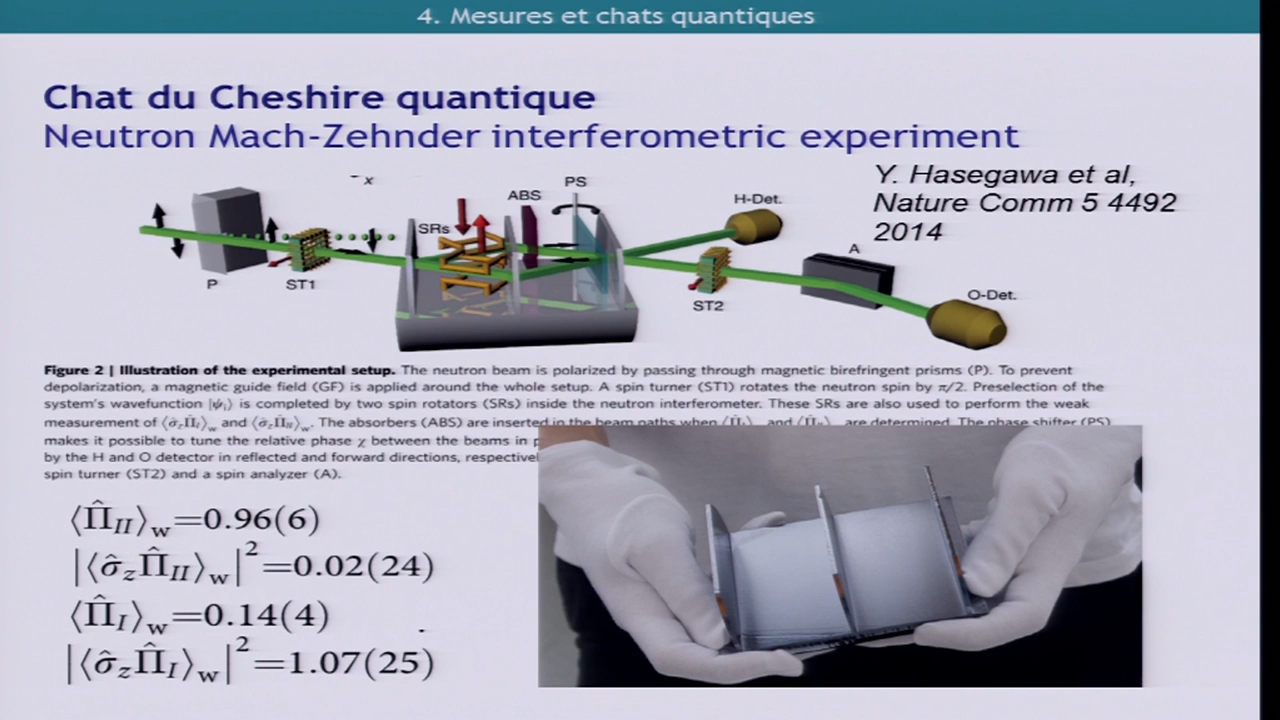 4. Mesures et chats quantiques
Chat du Cheshire quantique
Neutron Mach-Zehnder interferometric experiment
Y. Hasegawa et al,
Nature Comm 5 4492
2014
x
PS
ABS
H-Det.
SRs
A
P
ST1
ST2
O-Det.
Figure 2 | Illustration of the experimental setup. The neutron beam is polarized by passing through magnetic birefringent prisms (P). To prevent
depolarization, a magnetic guide field (GF) is applied around the whole setup. A spin turner (ST1) rotates the neutron spin by π/2. Preselection of the
system's wavefunction |ψᵢ⟩ is completed by two spin rotators (SRs) inside the neutron interferometer. These SRs are also used to perform the weak
measurement of ⟨σ̂zΠ̂I⟩w and ⟨σ̂zΠ̂II⟩w. The absorbers (ABS) are inserted in the beam paths when and are determined. The phase shifter (PS)
makes it possible to tune the relative phase χ between the beams in
by the H and O detector in reflected and forward directions,
spin turner (ST2) and a spin analyzer (A).
⟨Π̂II⟩w=0.96(6)
|⟨σ̂zΠ̂II⟩w|²=0.02(24)
⟨Π̂I⟩w=0.14(4)
|⟨σ̂zΠ̂I⟩w|²=1.07(25)